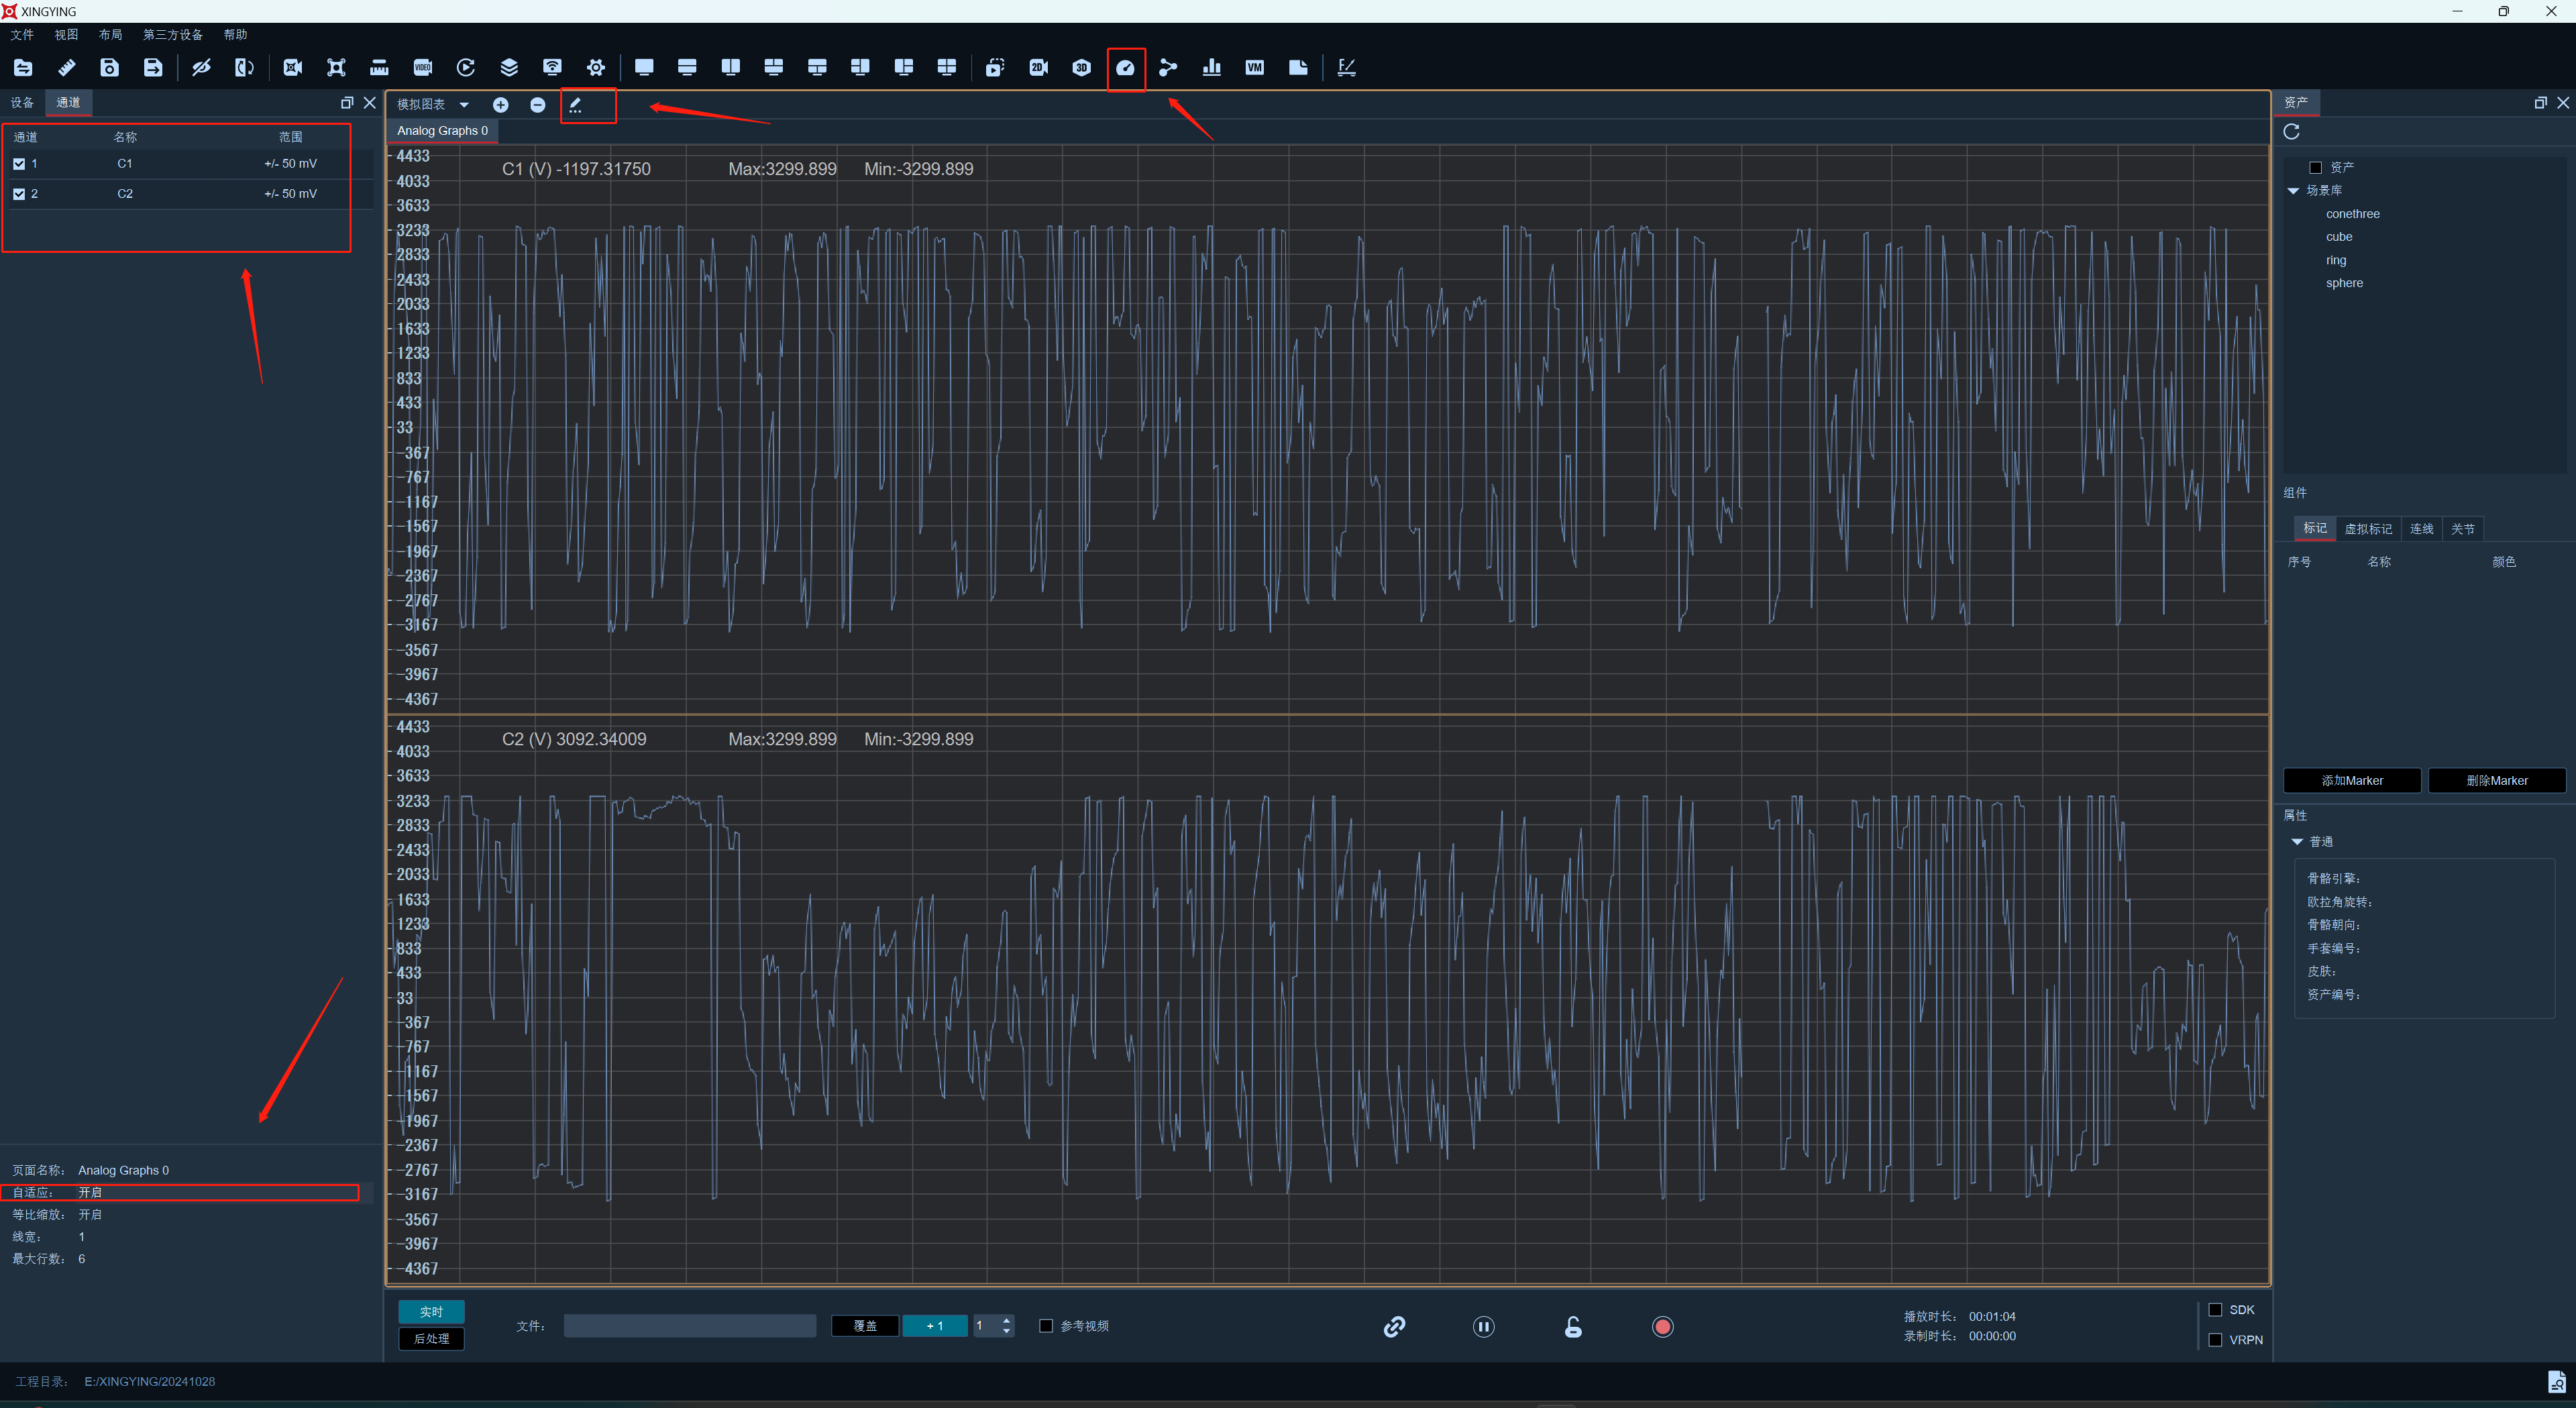 XINGYING
文件 视图 布局 第三方设备 帮助
VIDEO 2D 3D VM
设备 通道
通道 名称 范围
1 C1 +/- 50 mV
2 C2 +/- 50 mV
页面名称: Analog Graphs 0
自适应: 开启
等比缩放: 开启
线宽: 1
最大行数: 6
模拟图表
Analog Graphs 0
C1 (V) -1197.31750 Max:3299.899 Min:-3299.899
4433
4033
3633
3233
2833
2433
2033
1633
1233
833
433
33
-367
-767
-1167
-1567
-1967
-2367
-2767
-3167
-3567
-3967
-4367
C2 (V) 3092.34009 Max:3299.899 Min:-3299.899
4433
4033
3633
3233
2833
2433
2033
1633
1233
833
433
33
-367
-767
-1167
-1567
-1967
-2367
-2767
-3167
-3567
-3967
-4367
实时
后处理
文件:
覆盖 + 1 1 参考视频
播放时长: 00:01:04
录制时长: 00:00:00
SDK
VRPN
资产
资产
场景库
conethree
cube
ring
sphere
组件
标记 虚拟标记 连线 关节
序号 名称 颜色
添加Marker 删除Marker
属性
普通
骨骼引擎:
欧拉角旋转:
骨骼朝向:
手套编号:
皮肤:
资产编号:
工程目录: E:/XINGYING/20241028